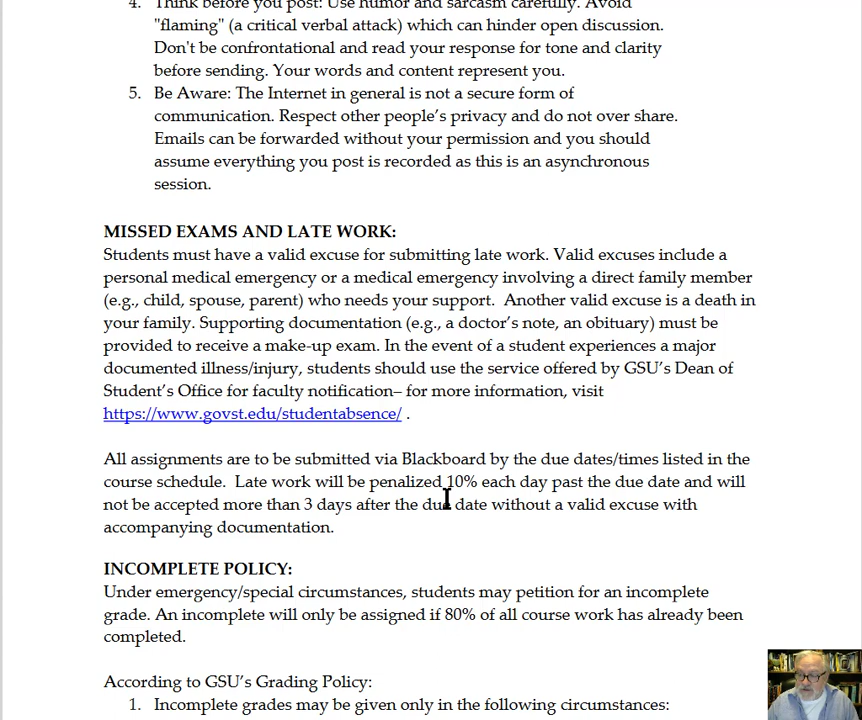 4. Think before you post: Use humor and sarcasm carefully. Avoid
"flaming" (a critical verbal attack) which can hinder open discussion.
Don't be confrontational and read your response for tone and clarity
before sending. Your words and content represent you.
5. Be Aware: The Internet in general is not a secure form of
communication. Respect other people's privacy and do not over share.
Emails can be forwarded without your permission and you should
assume everything you post is recorded as this is an asynchronous
session.
MISSED EXAMS AND LATE WORK:
Students must have a valid excuse for submitting late work. Valid excuses include a
personal medical emergency or a medical emergency involving a direct family member
(e.g., child, spouse, parent) who needs your support.  Another valid excuse is a death in
your family. Supporting documentation (e.g., a doctor's note, an obituary) must be
provided to receive a make-up exam. In the event of a student experiences a major
documented illness/injury, students should use the service offered by GSU's Dean of
Student's Office for faculty notification– for more information, visit
https://www.govst.edu/studentabsence/ .
All assignments are to be submitted via Blackboard by the due dates/times listed in the
course schedule.  Late work will be penalized 10% each day past the due date and will
not be accepted more than 3 days after the due date without a valid excuse with
accompanying documentation.
INCOMPLETE POLICY:
Under emergency/special circumstances, students may petition for an incomplete
grade. An incomplete will only be assigned if 80% of all course work has already been
completed.
According to GSU's Grading Policy:
1. Incomplete grades may be given only in the following circumstances: